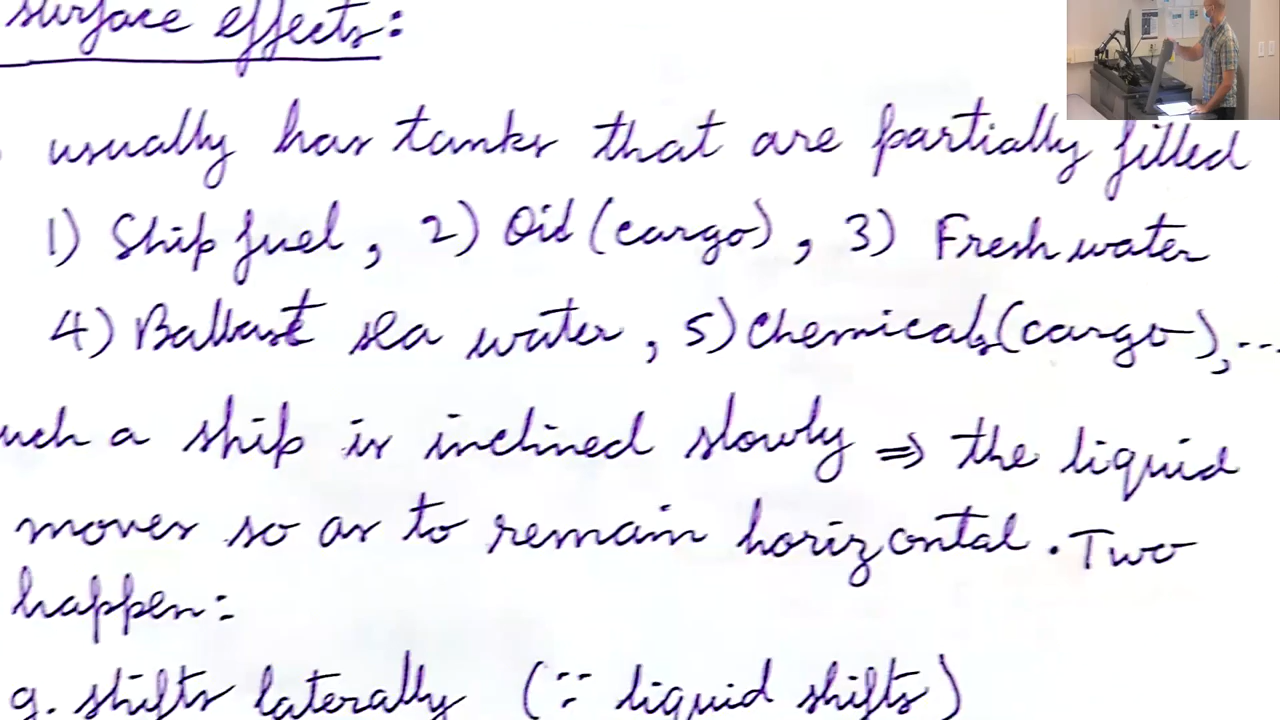 surface effects:
usually has tanks that are partially filled
1) Ship fuel, 2) Oil (cargo), 3) Fresh water
4) Ballast sea water, 5) Chemicals (cargo), ...
such a ship is inclined slowly ⇒ the liquid
moves so as to remain horizontal. Two
happen:
g. shifts laterally (∵ liquid shifts)